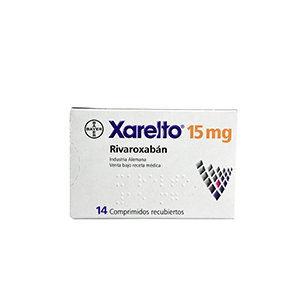 BAYER
Xarelto® 15 mg
Rivaroxabán
Industria Alemana
Venta bajo receta médica
14 Comprimidos recubiertos